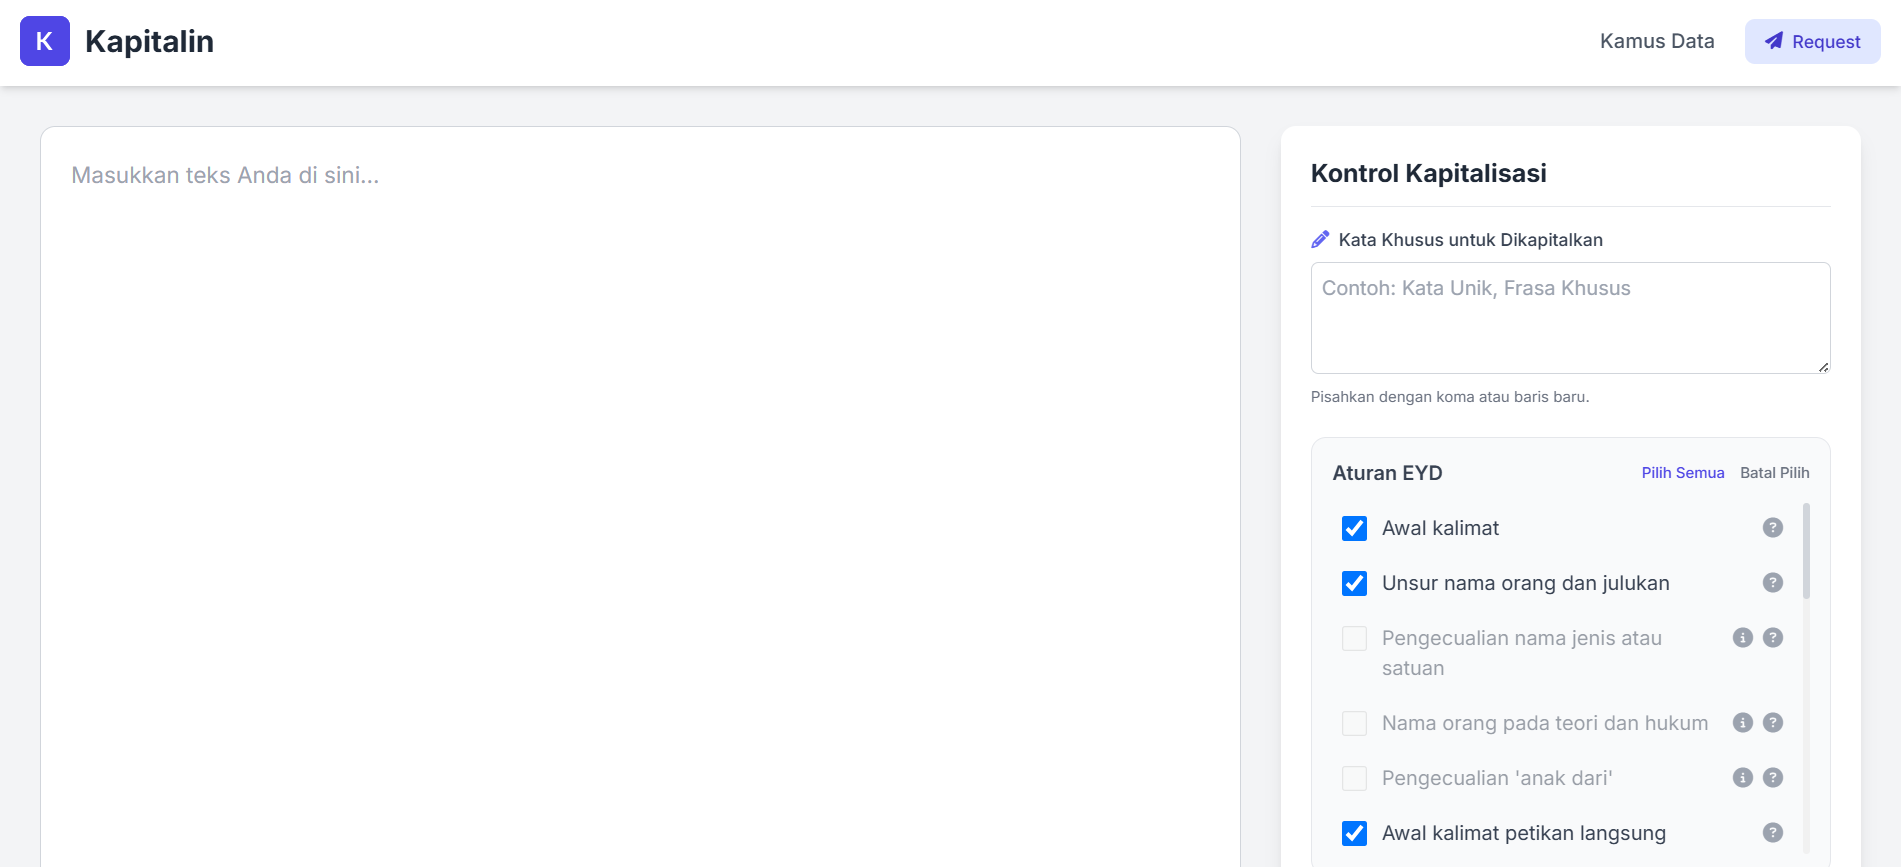 K Kapitalin
Kamus Data
Request
Masukkan teks Anda di sini...
Kontrol Kapitalisasi
Kata Khusus untuk Dikapitalkan
Contoh: Kata Unik, Frasa Khusus
Pisahkan dengan koma atau baris baru.
Aturan EYD
Pilih Semua
Batal Pilih
Awal kalimat
Unsur nama orang dan julukan
Pengecualian nama jenis atau
satuan
Nama orang pada teori dan hukum
Pengecualian 'anak dari'
Awal kalimat petikan langsung